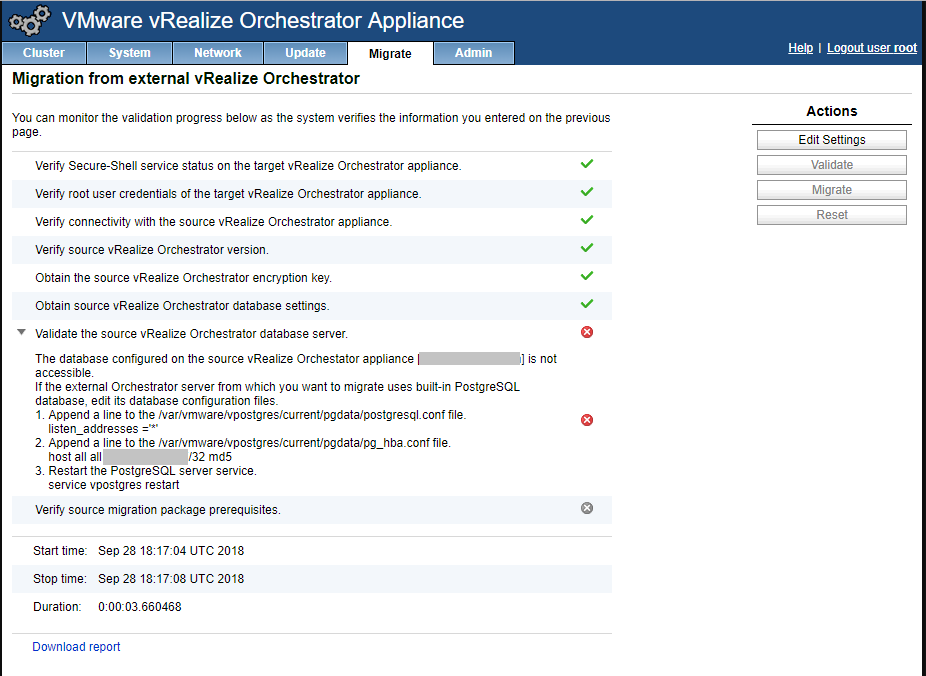 VMware vRealize Orchestrator Appliance
Cluster System Network Update Migrate Admin
Help | Logout user root
Migration from external vRealize Orchestrator
You can monitor the validation progress below as the system verifies the information you entered on the previous
page.
Verify Secure-Shell service status on the target vRealize Orchestrator appliance.
Verify root user credentials of the target vRealize Orchestrator appliance.
Verify connectivity with the source vRealize Orchestrator appliance.
Verify source vRealize Orchestrator version.
Obtain the source vRealize Orchestrator encryption key.
Obtain source vRealize Orchestrator database settings.
Validate the source vRealize Orchestrator database server.
The database configured on the source vRealize Orchestator appliance [ ] is not
accessible.
If the external Orchestrator server from which you want to migrate uses built-in PostgreSQL
database, edit its database configuration files.
1. Append a line to the /var/vmware/vpostgres/current/pgdata/postgresql.conf file.
listen_addresses ='*'
2. Append a line to the /var/vmware/vpostgres/current/pgdata/pg_hba.conf file.
host all all /32 md5
3. Restart the PostgreSQL server service.
service vpostgres restart
Verify source migration package prerequisites.
Start time: Sep 28 18:17:04 UTC 2018
Stop time: Sep 28 18:17:08 UTC 2018
Duration: 0:00:03.660468
Download report
Actions
Edit Settings
Validate
Migrate
Reset